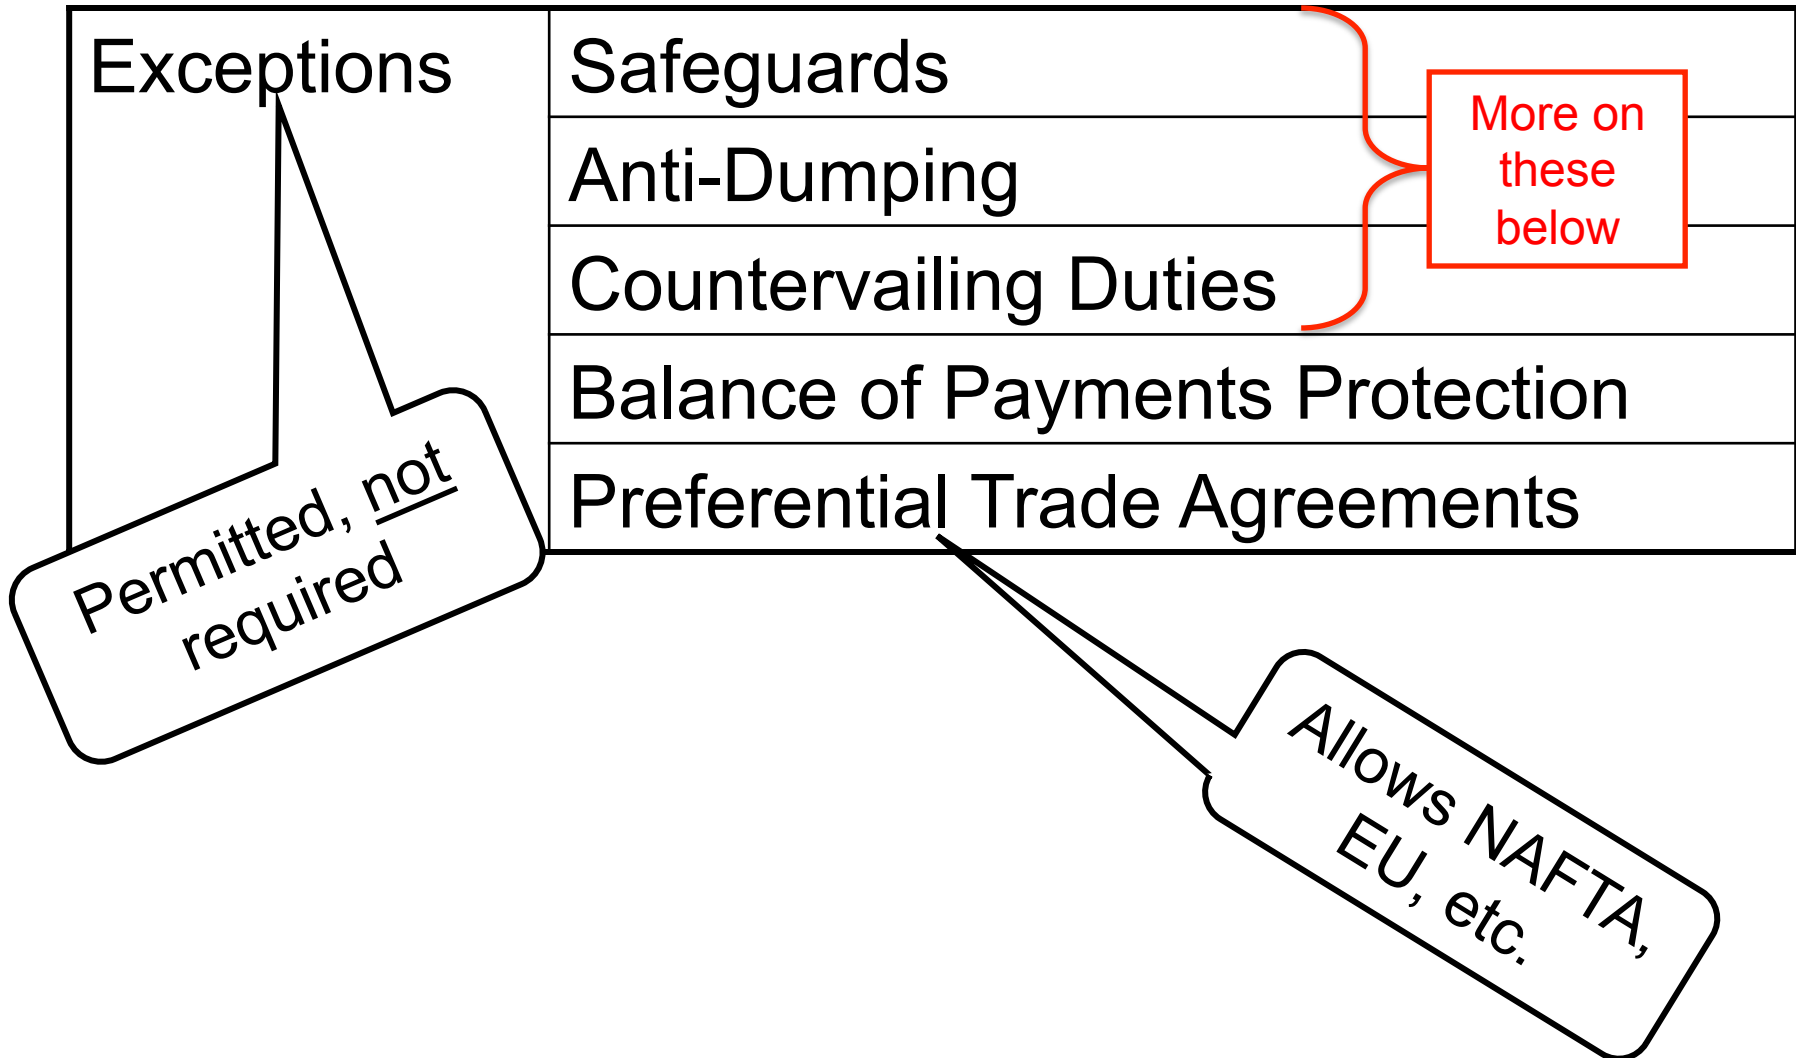 Exceptions
Safeguards
Anti-Dumping
Countervailing Duties
Balance of Payments Protection
Preferential Trade Agreements
More on
these
below
Permitted, not
required
Allows NAFTA,
EU, etc.